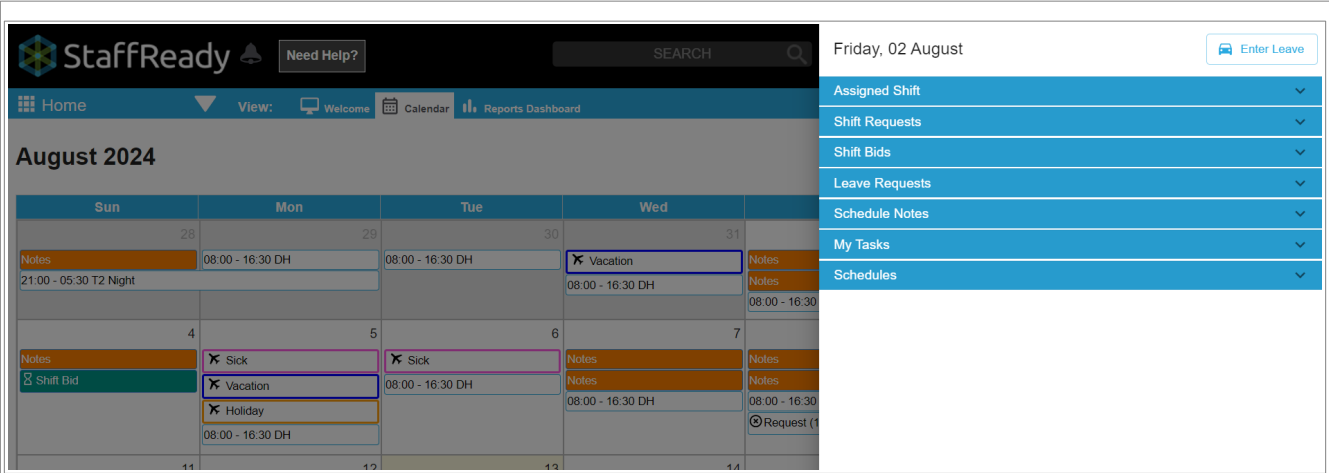 StaffReady
Need Help?
SEARCH
Friday, 02 August
Enter Leave
Home
View:
Welcome
Calendar
Reports Dashboard
Assigned Shift
Shift Requests
Shift Bids
Leave Requests
Schedule Notes
My Tasks
Schedules
August 2024
Sun Mon Tue Wed
28 29 30 31
Notes 08:00 - 16:30 DH 08:00 - 16:30 DH Vacation Notes
21:00 - 05:30 T2 Night 08:00 - 16:30 DH Notes
08:00 - 16:30
4 5 6 7
Notes Sick Sick Notes Notes
Shift Bid Vacation 08:00 - 16:30 DH Notes Notes
Holiday 08:00 - 16:30 DH 08:00 - 16:30
08:00 - 16:30 DH Request (1
11 12 13 14